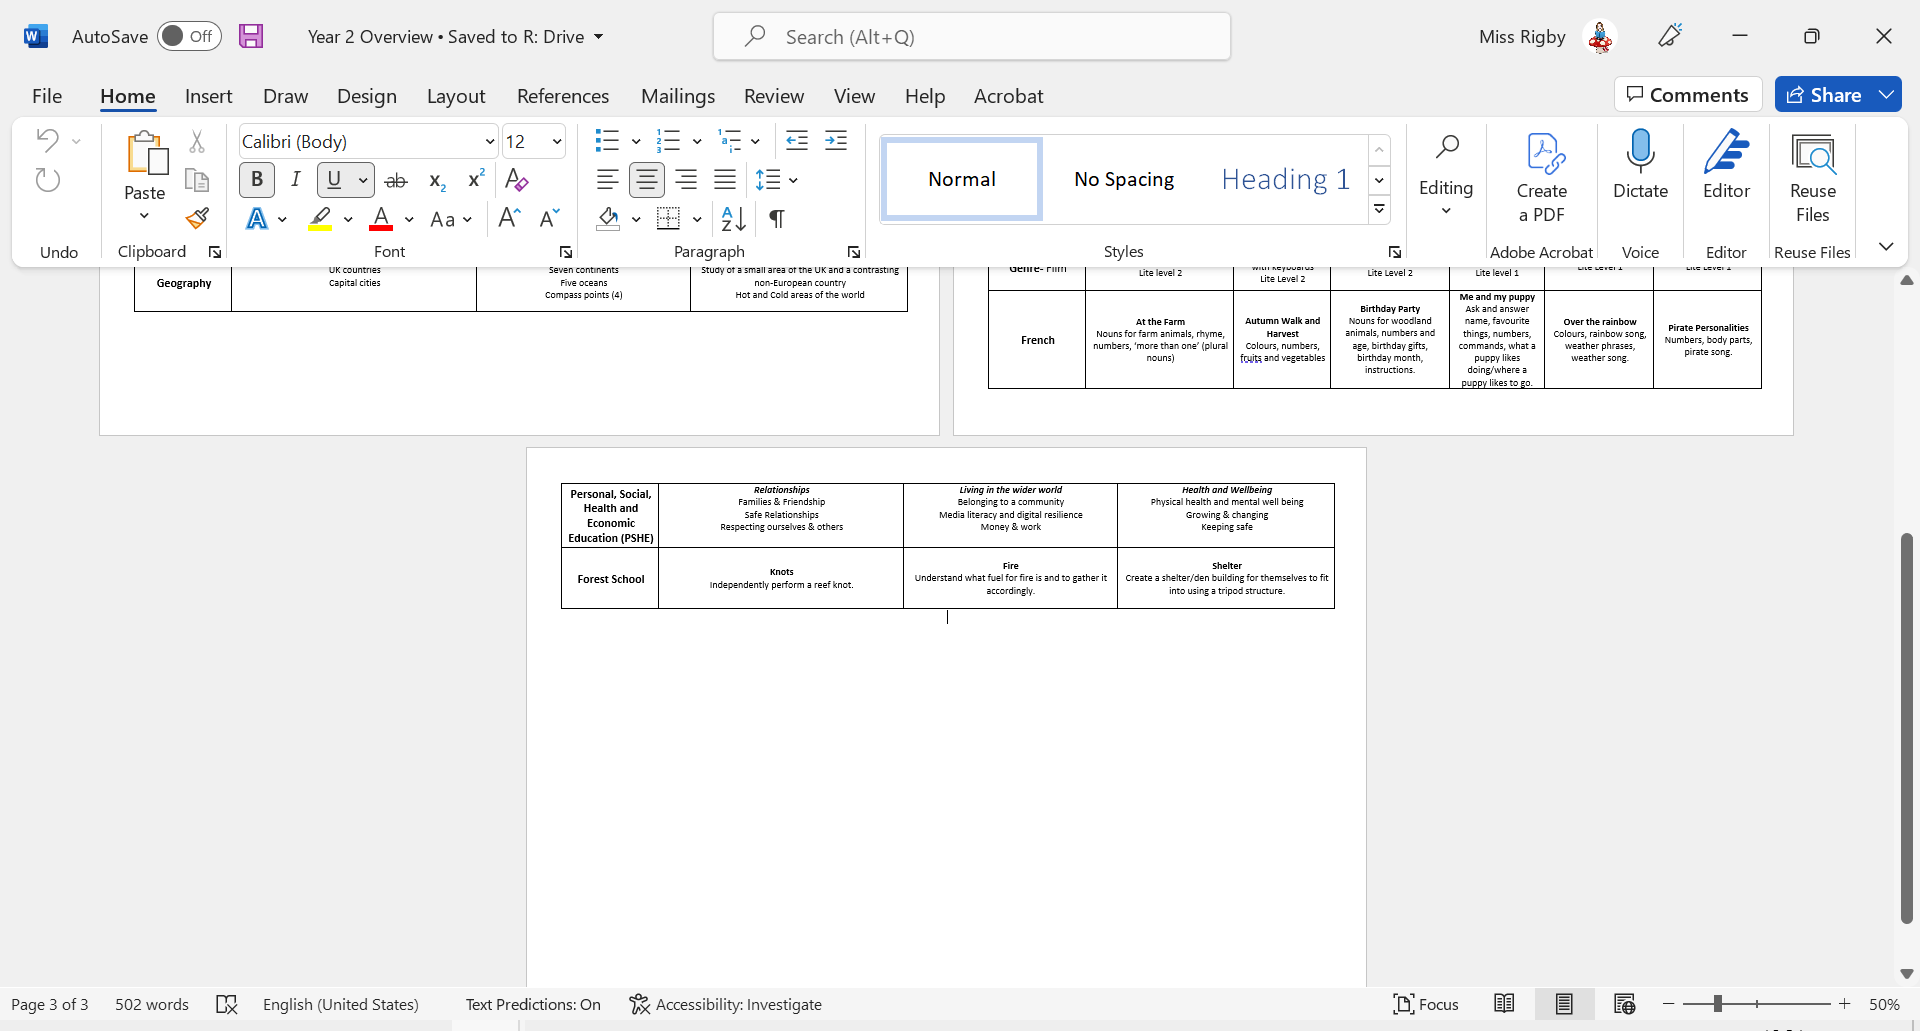 AutoSave Off Year 2 Overview • Saved to R: Drive Search (Alt+Q) Miss Rigby
File Home Insert Draw Design Layout References Mailings Review View Help Acrobat Comments Share
Calibri (Body) 12
Paste
Normal No Spacing Heading 1
Editing
Create a PDF
Dictate
Editor
Reuse Files
Undo Clipboard Font Paragraph Styles Adobe Acrobat Voice Editor Reuse Files
Geography
UK countries
Capital cities
Seven continents
Five oceans
Compass points (4)
Study of a small area of the UK and a contrasting
non-European country
Hot and Cold areas of the world
Genre- Film
Lite level 2
with keyboards
Lite Level 2
Lite Level 2
Lite level 1
Lite Level 1
Lite Level 1
French
At the Farm
Nouns for farm animals, rhyme,
numbers, ‘more than one’ (plural
nouns)
Autumn Walk and
Harvest
Colours, numbers,
fruits and vegetables
Birthday Party
Nouns for woodland
animals, numbers and
age, birthday gifts,
birthday month,
instructions.
Me and my puppy
Ask and answer
name, favourite
things, numbers,
commands, what a
puppy likes
doing/where a
puppy likes to go.
Over the rainbow
Colours, rainbow song,
weather phrases,
weather song.
Pirate Personalities
Numbers, body parts,
pirate song.
Personal, Social,
Health and
Economic
Education (PSHE)
Relationships
Families & Friendship
Safe Relationships
Respecting ourselves & others
Living in the wider world
Belonging to a community
Media literacy and digital resilience
Money & work
Health and Wellbeing
Physical health and mental well being
Growing & changing
Keeping safe
Forest School
Knots
Independently perform a reef knot.
Fire
Understand what fuel for fire is and to gather it
accordingly.
Shelter
Create a shelter/den building for themselves to fit
into using a tripod structure.
Page 3 of 3 502 words English (United States) Text Predictions: On Accessibility: Investigate Focus 50%